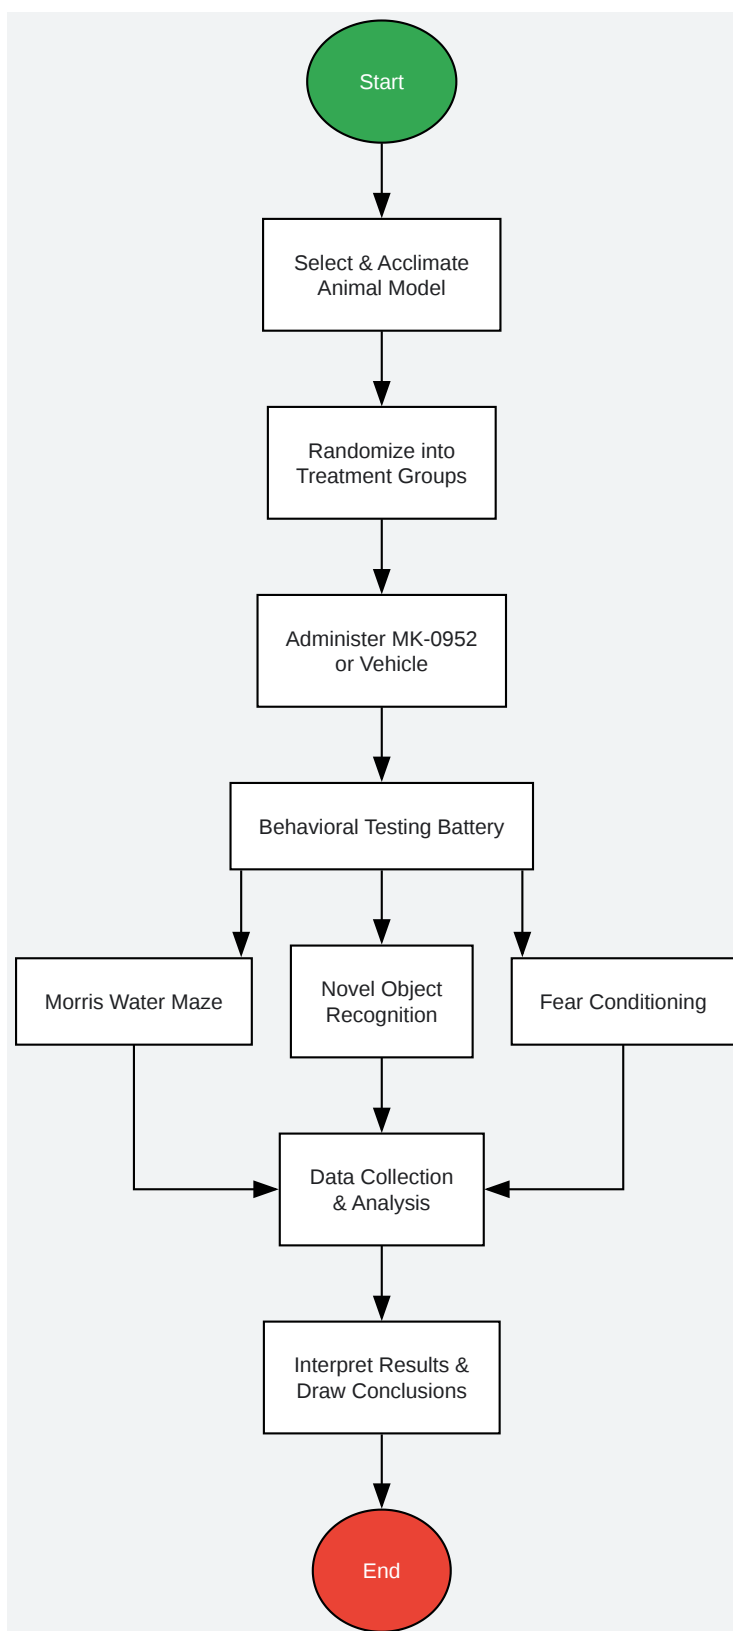 Start
Select & Acclimate
Animal Model
Randomize into
Treatment Groups
Administer MK-0952
or Vehicle
Behavioral Testing Battery
Morris Water Maze
Novel Object
Recognition
Fear Conditioning
Data Collection
& Analysis
Interpret Results &
Draw Conclusions
End